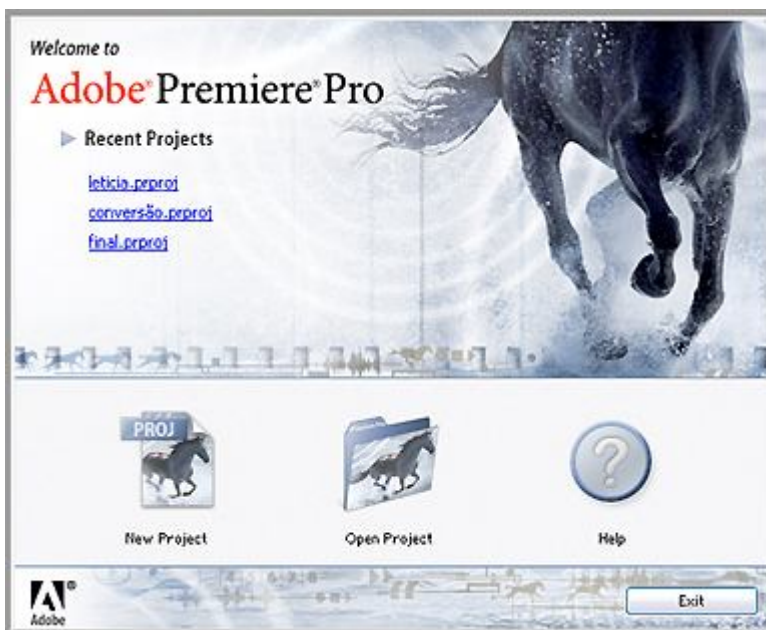 Welcome to
Adobe® Premiere® Pro
Recent Projects
leticia.prproj
conversão.prproj
final.prproj
PROJ
New Project
Open Project
?
Help
Adobe®
Exit